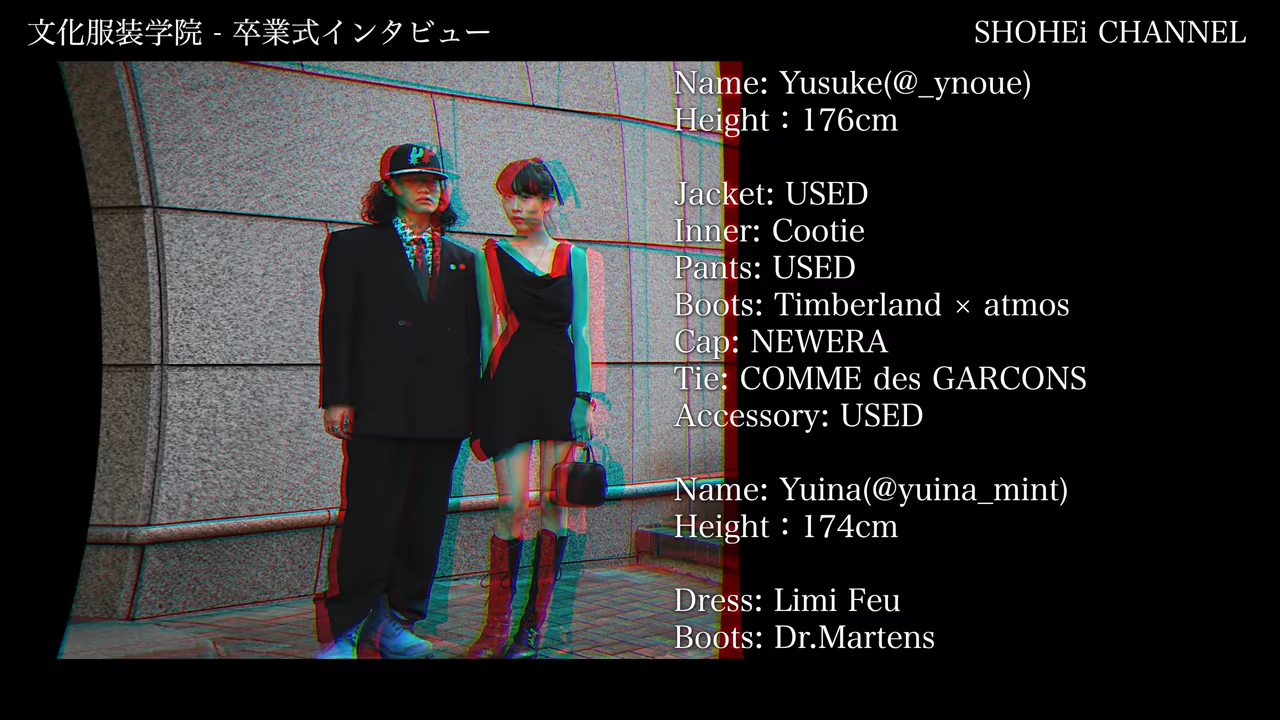 文化服装学院 - 卒業式インタビュー
SHOHEi CHANNEL
Name: Yusuke(@_ynoue)
Height：176cm
Jacket: USED
Inner: Cootie
Pants: USED
Boots: Timberland × atmos
Cap: NEWERA
Tie: COMME des GARCONS
Accessory: USED
Name: Yuina(@yuina_mint)
Height：174cm
Dress: Limi Feu
Boots: Dr.Martens